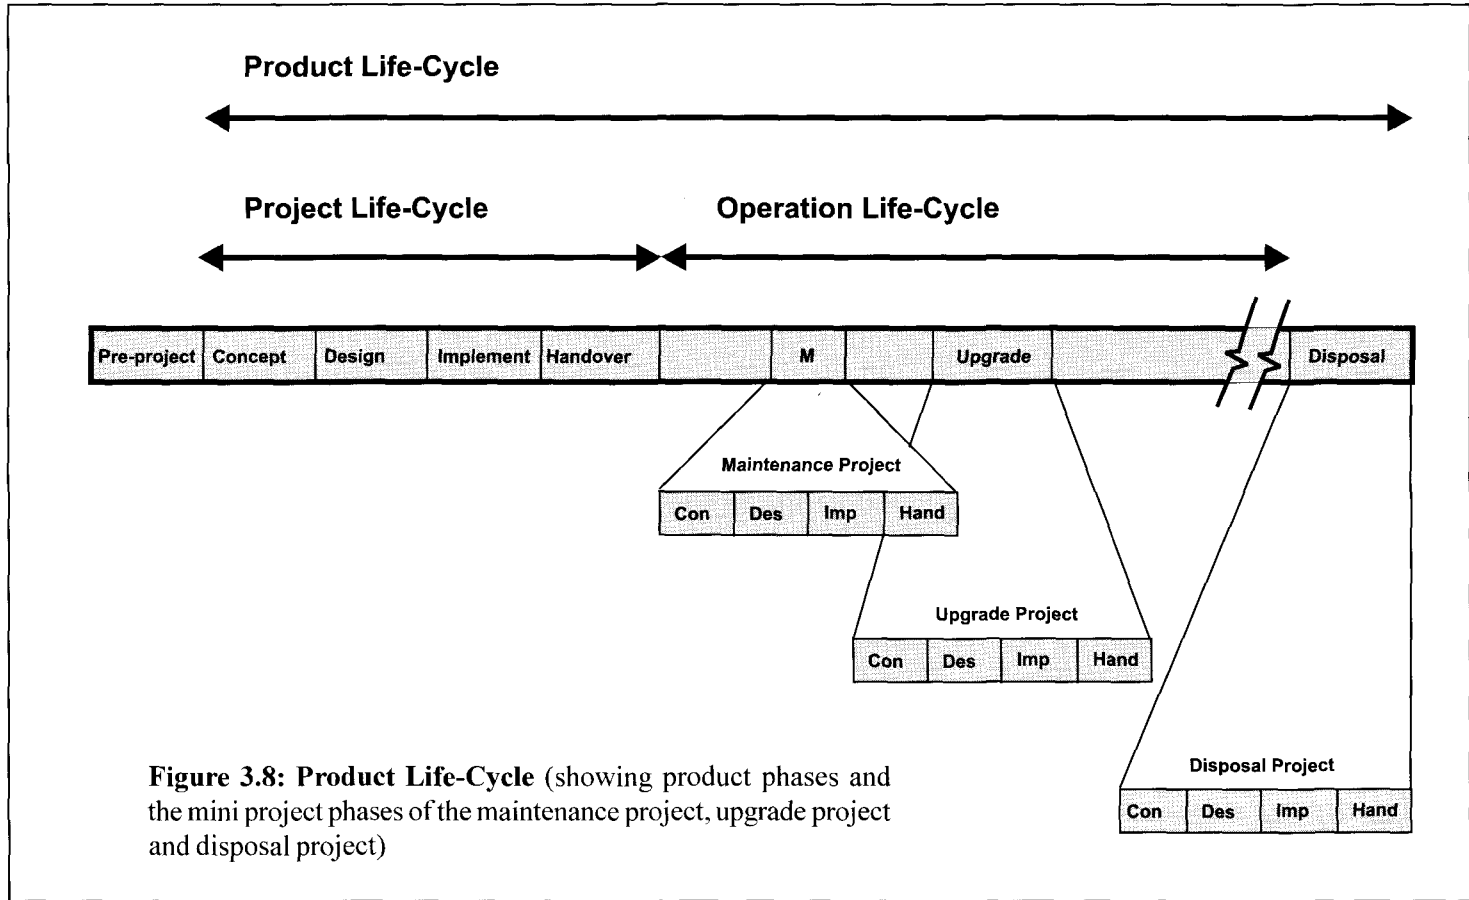 Product Life-Cycle
Project Life-Cycle Operation Life-Cycle
Pre-project Concept Design Implement Handover M Upgrade Disposal
Maintenance Project
Con Des Imp Hand
Upgrade Project
Con Des Imp Hand
Disposal Project
Con Des Imp Hand
Figure 3.8: Product Life-Cycle (showing product phases and
the mini project phases of the maintenance project, upgrade project
and disposal project)